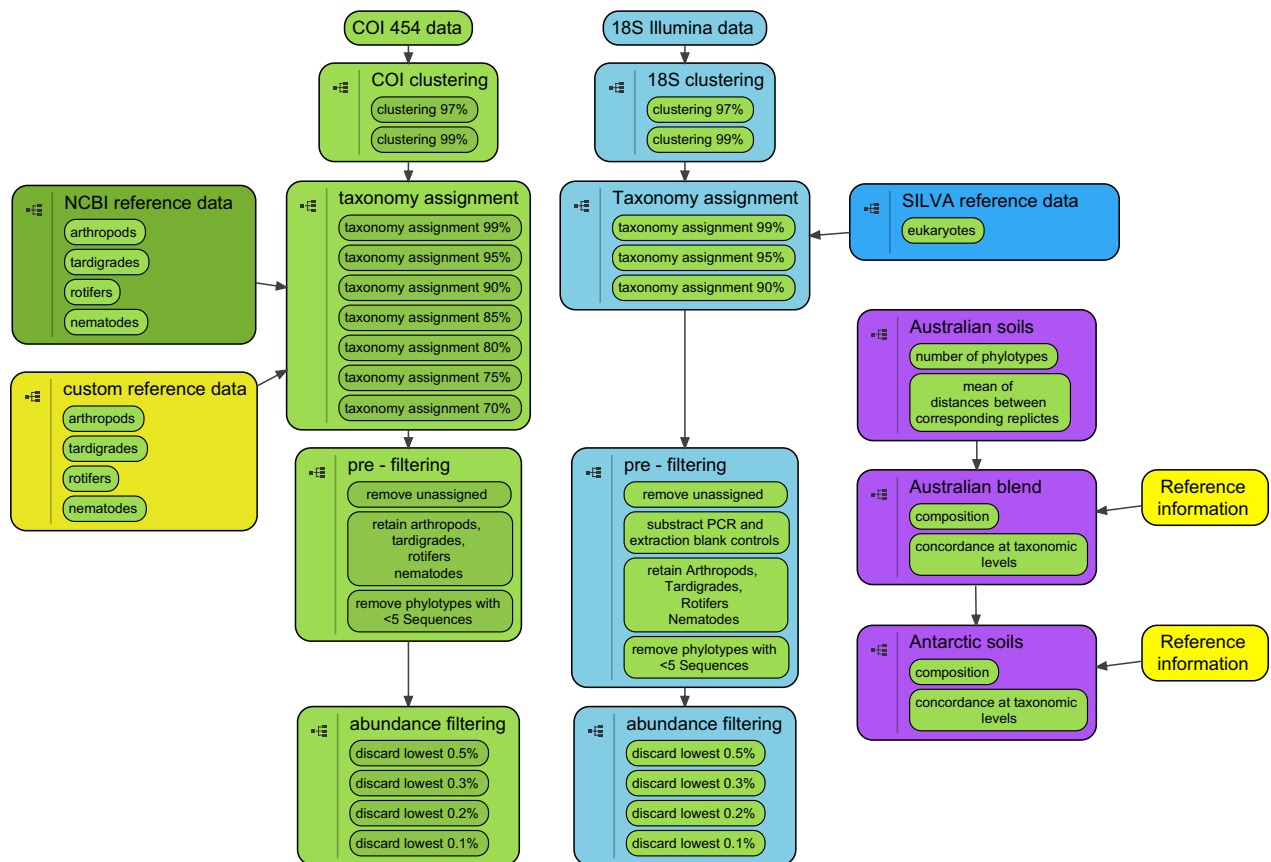 COI 454 data
COI clustering
clustering 97%
clustering 99%
NCBI reference data
arthropods
tardigrades
rotifers
nematodes
custom reference data
arthropods
tardigrades
rotifers
nematodes
taxonomy assignment
taxonomy assignment 99%
taxonomy assignment 95%
taxonomy assignment 90%
taxonomy assignment 85%
taxonomy assignment 80%
taxonomy assignment 75%
taxonomy assignment 70%
pre - filtering
remove unassigned
retain arthropods,
tardigrades,
rotifers
nematodes
remove phylotypes with
<5 Sequences
abundance filtering
discard lowest 0.5%
discard lowest 0.3%
discard lowest 0.2%
discard lowest 0.1%
18S Illumina data
18S clustering
clustering 97%
clustering 99%
Taxonomy assignment
taxonomy assignment 99%
taxonomy assignment 95%
taxonomy assignment 90%
SILVA reference data
eukaryotes
pre - filtering
remove unassigned
substract PCR and
extraction blank controls
retain Arthropods,
Tardigrades,
Rotifers
Nematodes
remove phylotypes with
<5 Sequences
abundance filtering
discard lowest 0.5%
discard lowest 0.3%
discard lowest 0.2%
discard lowest 0.1%
Australian soils
number of phylotypes
mean of
distances between
corresponding replictes
Australian blend
composition
concordance at taxonomic
levels
Reference
information
Antarctic soils
composition
concordance at taxonomic
levels
Reference
information